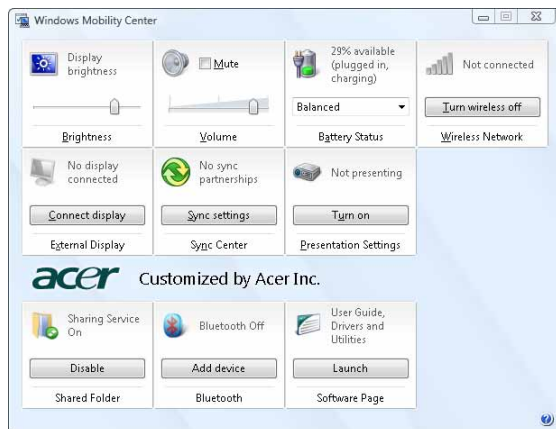 Windows Mobility Center
Display
brightness
Brightness
Mute
Volume
29% available
(plugged in,
charging)
Balanced
Battery Status
Not connected
Turn wireless off
Wireless Network
No display
connected
Connect display
External Display
No sync
partnerships
Sync settings
Sync Center
Not presenting
Turn on
Presentation Settings
acer Customized by Acer Inc.
Sharing Service
On
Disable
Shared Folder
Bluetooth Off
Add device
Bluetooth
User Guide,
Drivers and
Utilities
Launch
Software Page